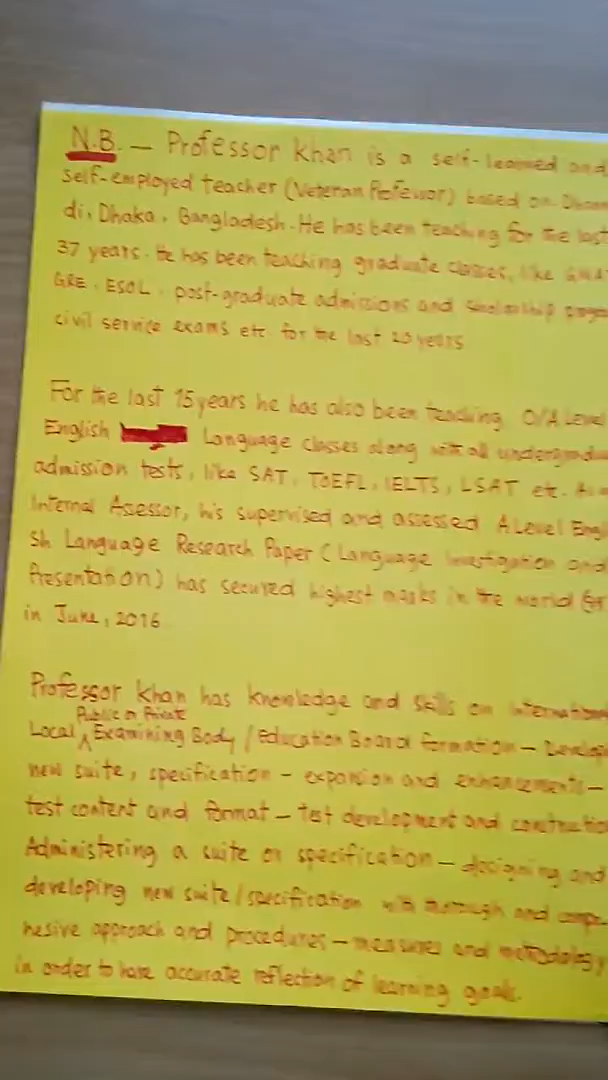 N.B. — Professor Khan is a self-learned and
self-employed teacher (Veteran Professor) based on
di, Dhaka, Bangladesh. He has been teaching for the last
37 years. He has been teaching graduate classes, like
GRE, ESOL, post-graduate admissions and scholarship
civil service exams etc for the last 20 years
For the last 15 years he has also been teaching O/A Level
English Language classes along with all
admission tests, like SAT, TOEFL, IELTS, LSAT etc.
Internal Assessor, his supervised and assessed A Level Engli
sh Language Research Paper (Language Investigation and
Presentation) has secured highest marks in the world for
in June, 2016
Professor Khan has knowledge and skills on
Public or Private
Local ^ Examining Body / Education Board formation —
new suite, specification — expansion and enhancements —
test content and format — test development and
Administering a suite or specification — designing and
developing new suite/specification with thorough and
hesive approach and procedures — measures and methodology
in order to have accurate reflection of learning goals.